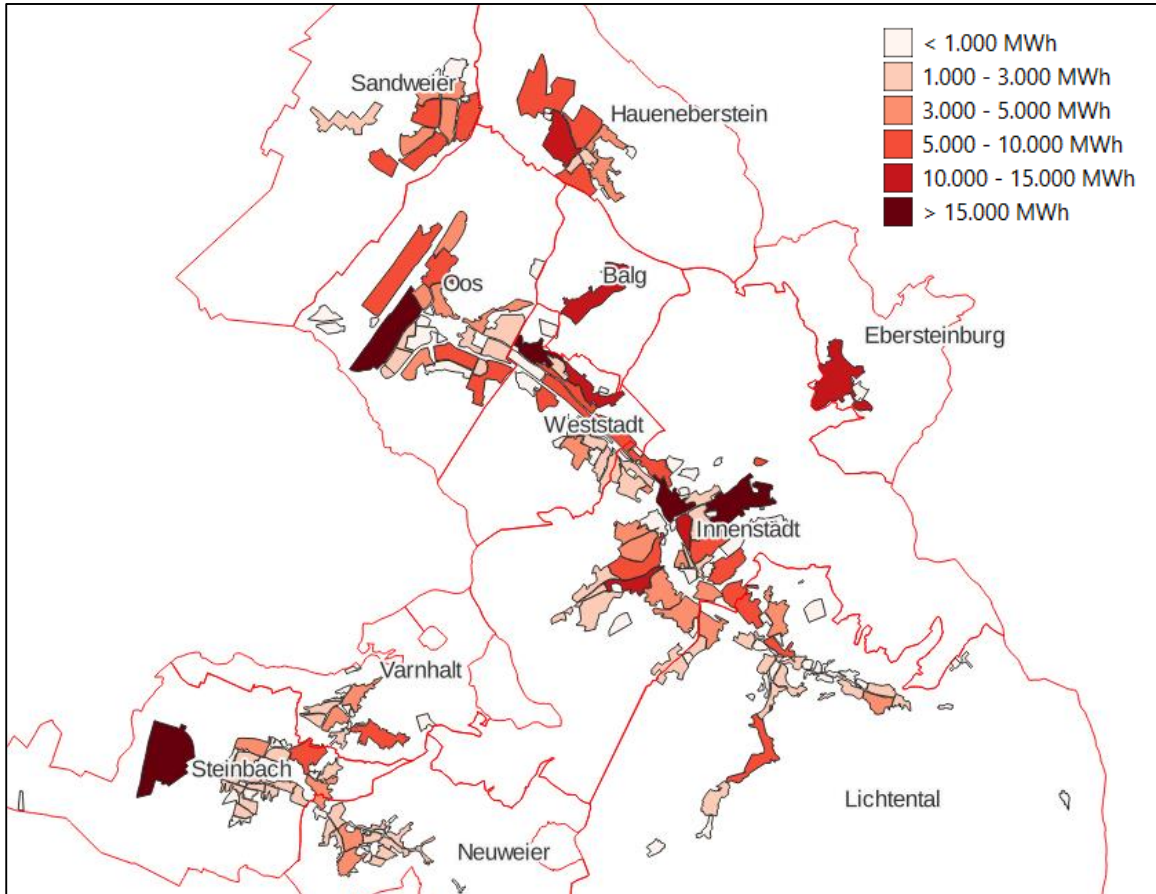 < 1.000 MWh
1.000 - 3.000 MWh
3.000 - 5.000 MWh
5.000 - 10.000 MWh
10.000 - 15.000 MWh
> 15.000 MWh
Sandweier
Haueneberstein
Oos
Balg
Ebersteinburg
Weststadt
Innenstadt
Varnhalt
Steinbach
Lichtental
Neuweier